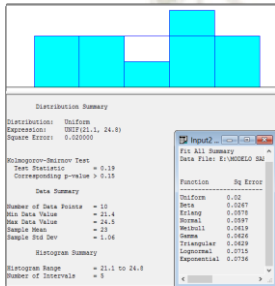 Distribution Summary
Distribution: Uniform
Expression: UNIF(21.1, 24.8)
Square Error: 0.020000
Kolmogorov-Smirnov Test
Test Statistic = 0.19
Corresponding p-value > 0.15
Data Summary
Number of Data Points = 10
Min Data Value = 21.4
Max Data Value = 24.5
Sample Mean = 23
Sample Std Dev = 1.06
Histogram Summary
Histogram Range = 21.1 to 24.8
Number of Intervals = 5
Input2
Fit All Summary
Data File: E:\MODELO SA
Function Sq Error
Uniform 0.02
Beta 0.0267
Erlang 0.0578
Normal 0.0597
Weibull 0.0619
Gamma 0.0626
Triangular 0.0629
Lognormal 0.0715
Exponential 0.0736